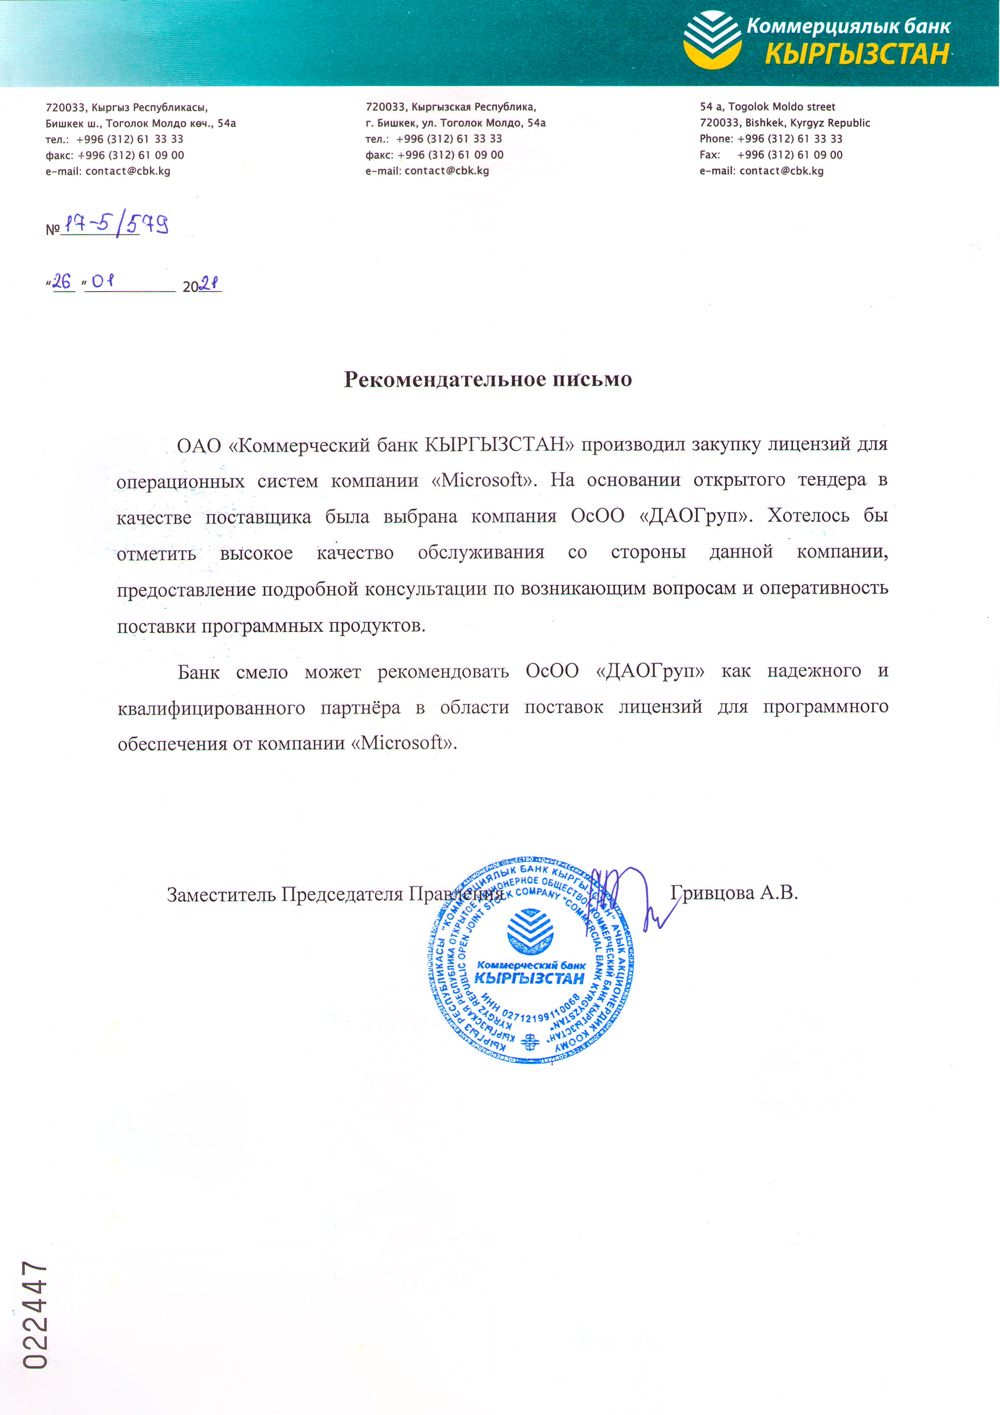 Коммерциялык банк
КЫРГЫЗСТАН
720033, Кыргыз Республикасы,
Бишкек ш., Тоголок Молдо көч., 54а
тел.: +996 (312) 61 33 33
факс: +996 (312) 61 09 00
e-mail: contact@cbk.kg
720033, Кыргызская Республика,
г. Бишкек, ул. Тоголок Молдо, 54а
тел.: +996 (312) 61 33 33
факс: +996 (312) 61 09 00
e-mail: contact@cbk.kg
54 a, Togolok Moldo street
720033, Bishkek, Kyrgyz Republic
Phone: +996 (312) 61 33 33
Fax: +996 (312) 61 09 00
e-mail: contact@cbk.kg
№ 17-5/579
“26 “ 01 2021
Рекомендательное письмо
ОАО «Коммерческий банк КЫРГЫЗСТАН» производил закупку лицензий для
операционных систем компании «Microsoft». На основании открытого тендера в
качестве поставщика была выбрана компания ОсОО «ДАОГруп». Хотелось бы
отметить высокое качество обслуживания со стороны данной компании,
предоставление подробной консультации по возникающим вопросам и оперативность
поставки программных продуктов.
Банк смело может рекомендовать ОсОО «ДАОГруп» как надежного и
квалифицированного партнёра в области поставок лицензий для программного
обеспечения от компании «Microsoft».
Заместитель Председателя Правления Гривцова А.В.
КЫРГЫЗ РЕСПУБЛИКАСЫ "КОММЕРЦИЯЛЫК БАНК КЫРГЫЗСТАН" АЧЫК АКЦИОНЕРДИК КООМУ
КЫРГЫЗСКАЯ РЕСПУБЛИКА ОТКРЫТОЕ АКЦИОНЕРНОЕ ОБЩЕСТВО "КОММЕРЧЕСКИЙ БАНК КЫРГЫЗСТАН"
KYRGYZ REPUBLIC OPEN JOINT STOCK COMPANY "COMMERCIAL BANK KYRGYZSTAN"
Коммерческий банк
КЫРГЫЗСТАН
ИНН 02712199110068
022447